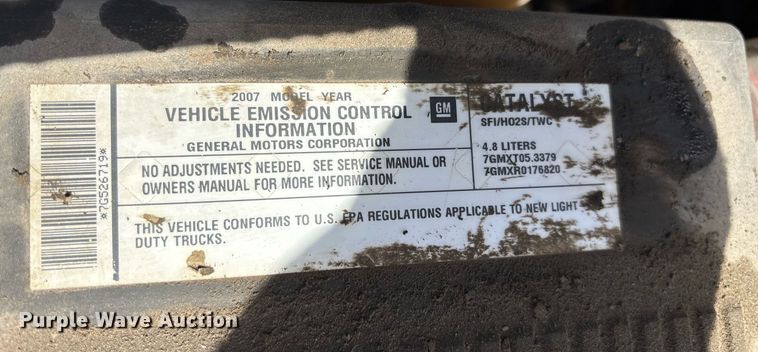 *7G526719*
2007 MODEL YEAR
VEHICLE EMISSION CONTROL
INFORMATION
GENERAL MOTORS CORPORATION
GM
CATALYST
SFI/HO2S/TWC
4.8 LITERS
7GMXT05.3379
7GMXR0176820
NO ADJUSTMENTS NEEDED. SEE SERVICE MANUAL OR
OWNERS MANUAL FOR MORE INFORMATION.
THIS VEHICLE CONFORMS TO U.S. EPA REGULATIONS APPLICABLE TO NEW LIGHT
DUTY TRUCKS.
Purple Wave Auction